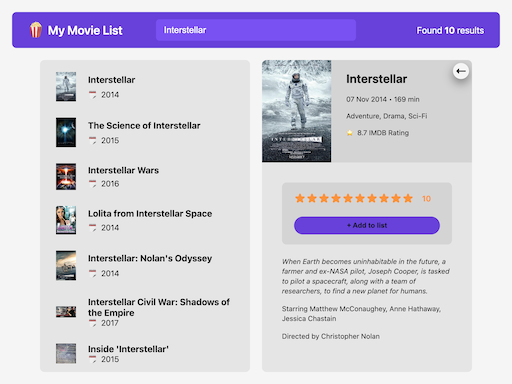 My Movie List
Interstellar
Found 10 results
Interstellar
2014
The Science of Interstellar
2015
Interstellar Wars
2016
Lolita from Interstellar Space
2014
Interstellar: Nolan's Odyssey
2014
Interstellar Civil War: Shadows of
the Empire
2017
Inside 'Interstellar'
2015
INTERSTELLAR
Interstellar
07 Nov 2014 • 169 min
Adventure, Drama, Sci-Fi
8.7 IMDB Rating
←
10
+ Add to list
When Earth becomes uninhabitable in the future, a
farmer and ex-NASA pilot, Joseph Cooper, is tasked
to pilot a spacecraft, along with a team of
researchers, to find a new planet for humans.
Starring Matthew McConaughey, Anne Hathaway,
Jessica Chastain
Directed by Christopher Nolan